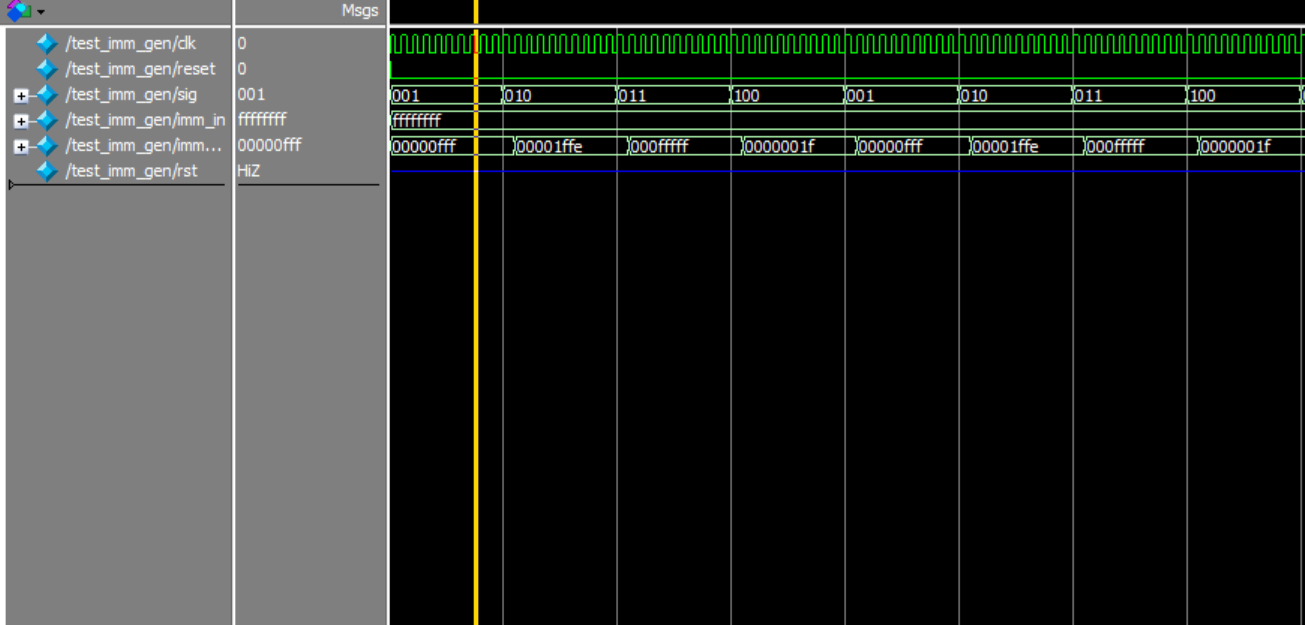 Msgs
/test_imm_gen/clk 0
/test_imm_gen/reset 0
/test_imm_gen/sig 001 001 010 011 100 001 010 011 100
/test_imm_gen/imm_in ffffffff ffffffff
/test_imm_gen/imm... 00000fff 00000fff 00001ffe 000fffff 0000001f 00000fff 00001ffe 000fffff 0000001f
/test_imm_gen/rst HiZ